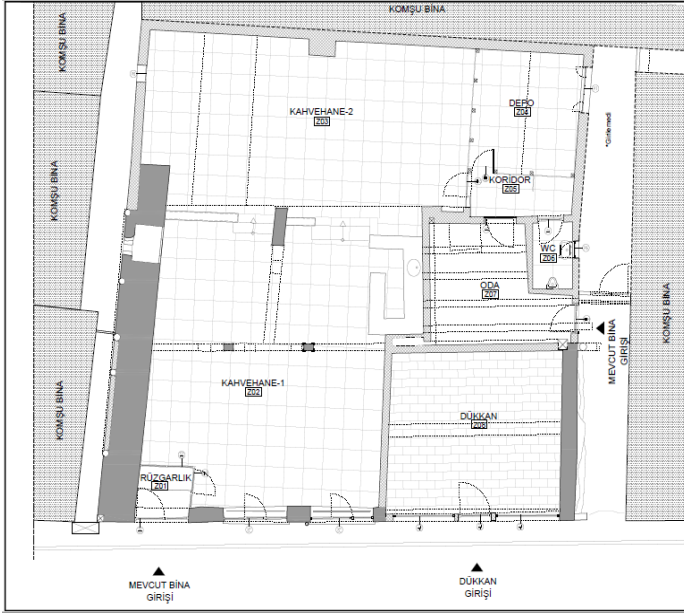 KOMŞU BİNA
KOMŞU BİNA
KAHVEHANE-2
Z03
DEPO
Z04
*Girilemedi
KORİDOR
Z05
KOMŞU BİNA
WC
Z06
ODA
Z07
KOMŞU BİNA
MEVCUT BİNA
GİRİŞİ
KAHVEHANE-1
Z02
KOMŞU BİNA
DÜKKAN
Z08
RÜZGARLIK
Z01
MEVCUT BİNA
GİRİŞİ
DÜKKAN
GİRİŞİ